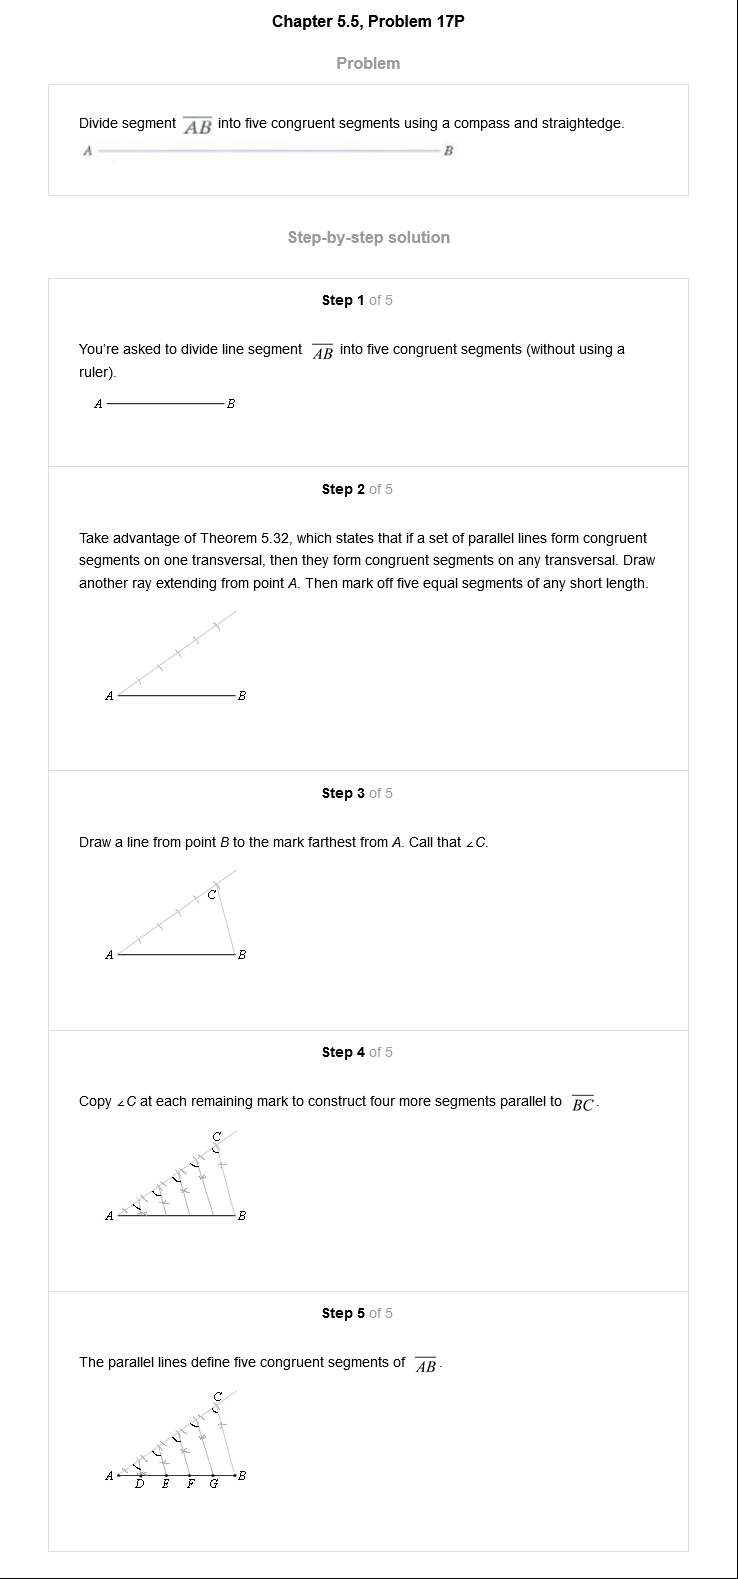 Chapter 5.5, Problem 17P
Problem
Divide segment AB into five congruent segments using a compass and straightedge.
A B
Step-by-step solution
Step 1 of 5
You're asked to divide line segment AB into five congruent segments (without using a
ruler).
A B
Step 2 of 5
Take advantage of Theorem 5.32, which states that if a set of parallel lines form congruent
segments on one transversal, then they form congruent segments on any transversal. Draw
another ray extending from point A. Then mark off five equal segments of any short length.
A B
Step 3 of 5
Draw a line from point B to the mark farthest from A. Call that ∠C.
C
A B
Step 4 of 5
Copy ∠C at each remaining mark to construct four more segments parallel to BC.
C
A B
Step 5 of 5
The parallel lines define five congruent segments of AB.
C
A B
D E F G